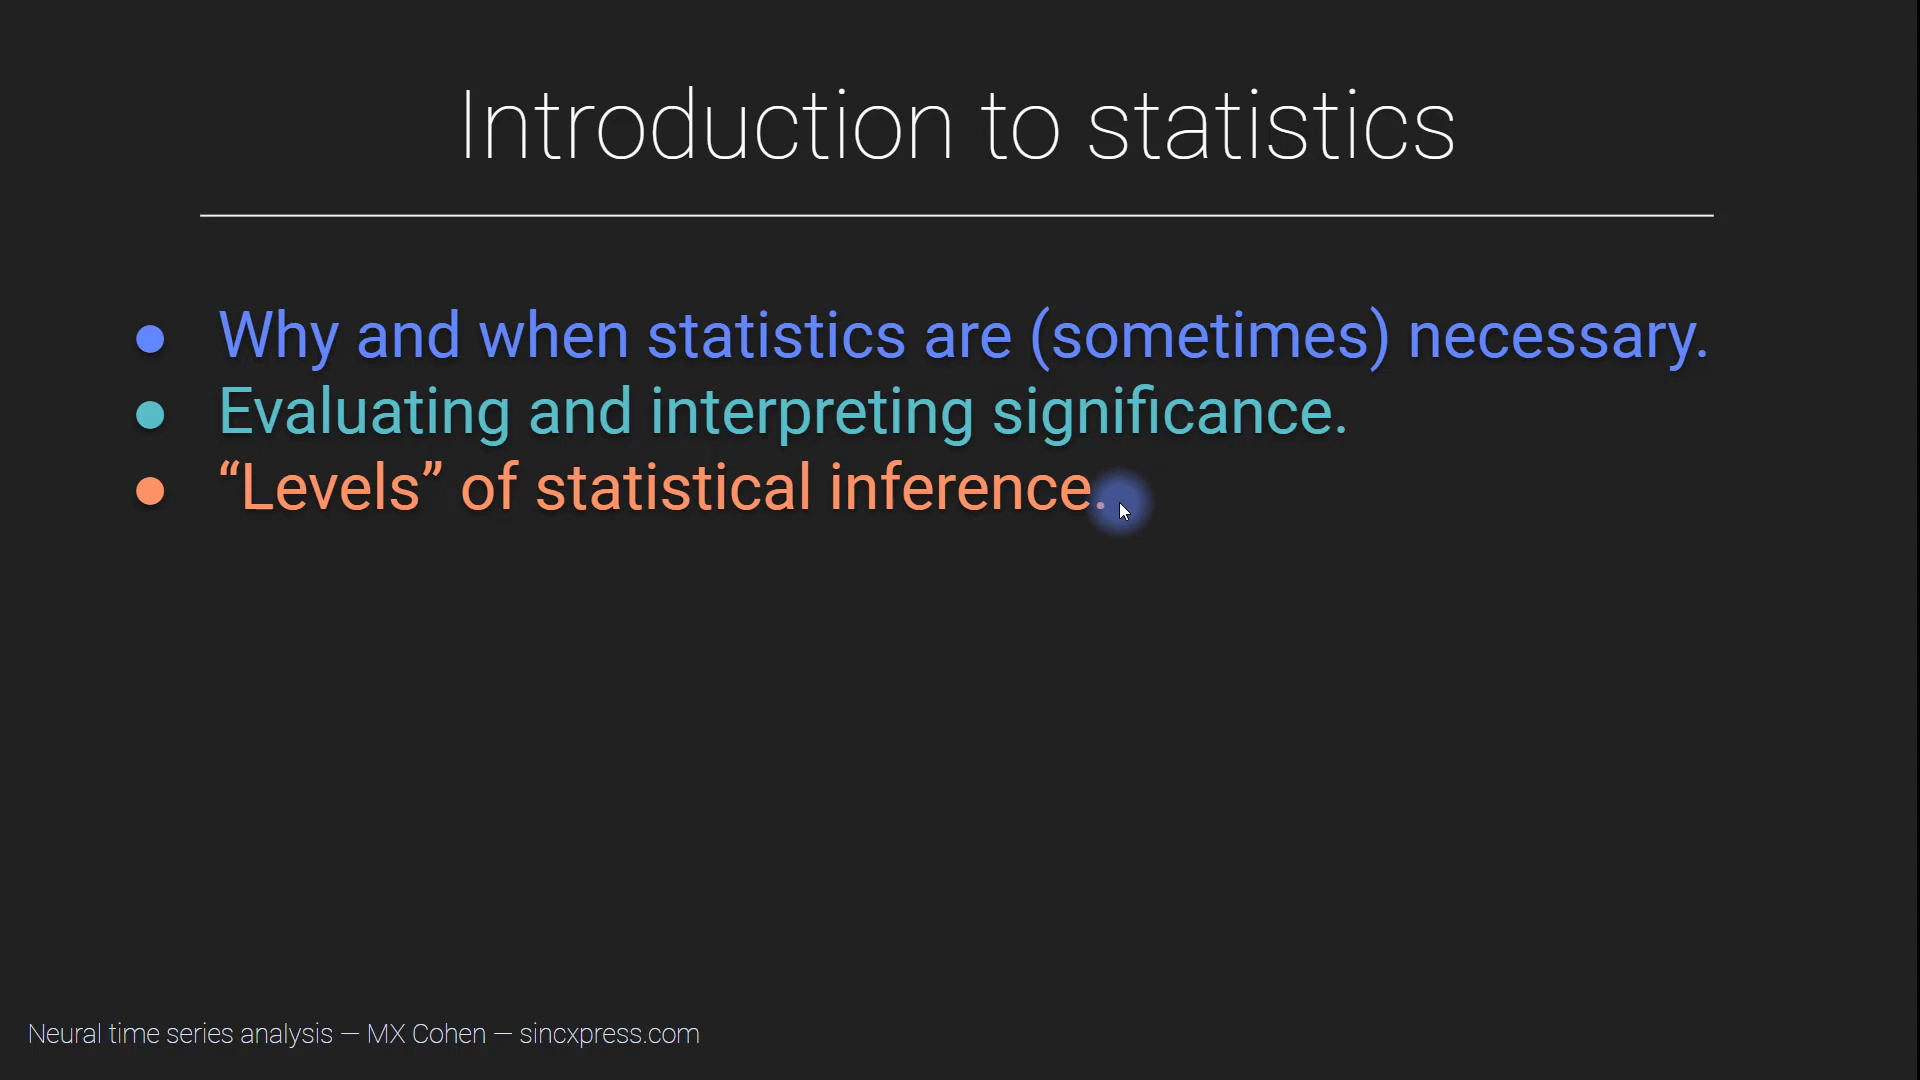 Introduction to statistics
● Why and when statistics are (sometimes) necessary.
● Evaluating and interpreting significance.
● “Levels” of statistical inference.
Neural time series analysis — MX Cohen — sincxpress.com